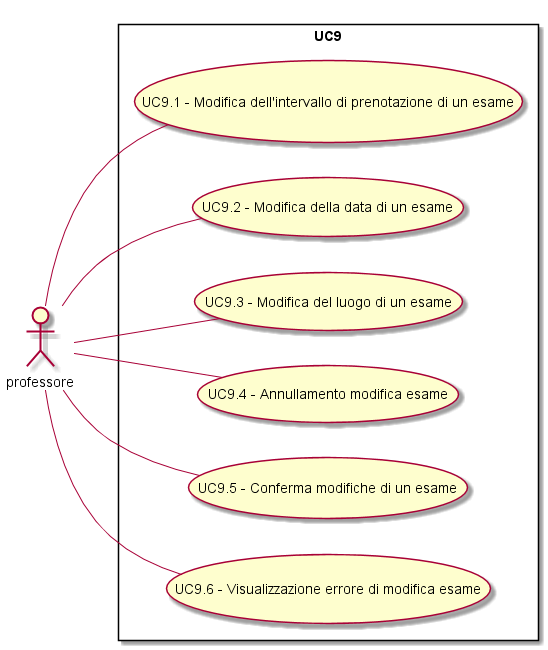 UC9
UC9.1 - Modifica dell'intervallo di prenotazione di un esame
UC9.2 - Modifica della data di un esame
UC9.3 - Modifica del luogo di un esame
professore
UC9.4 - Annullamento modifica esame
UC9.5 - Conferma modifiche di un esame
UC9.6 - Visualizzazione errore di modifica esame